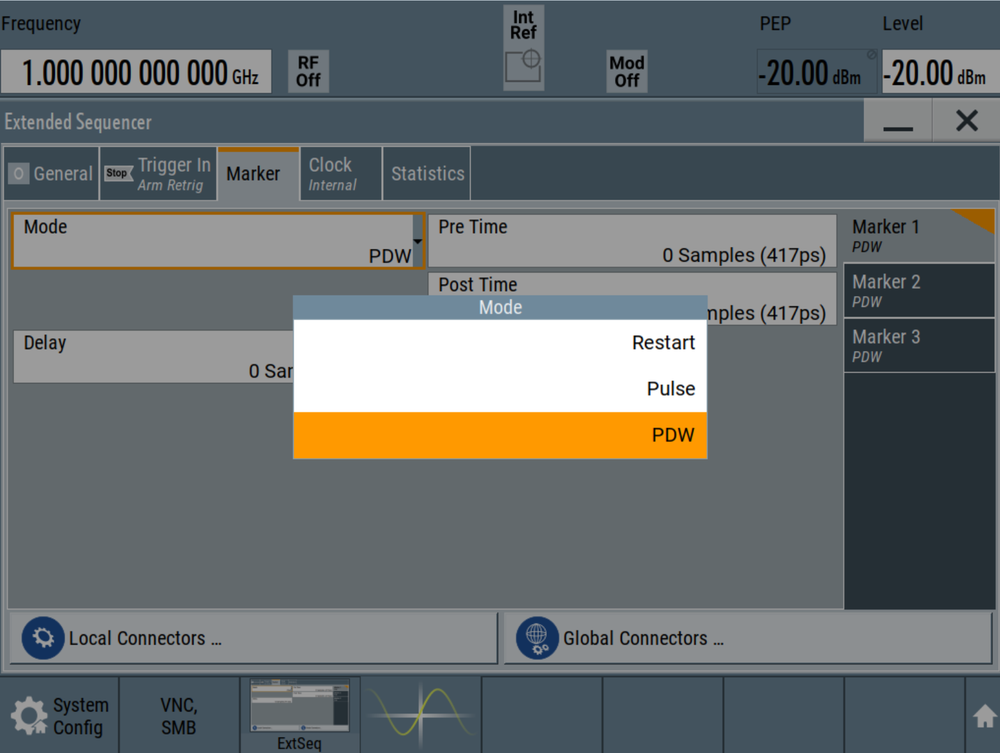 Frequency
Int
Ref
PEP
Level
1.000 000 000 000 GHz
RF
Off
Mod
Off
-20.00 dBm
-20.00 dBm
Extended Sequencer
General
Stop
Trigger In
Arm Retrig
Marker
Clock
Internal
Statistics
Mode
PDW
Pre Time
0 Samples (417ps)
Marker 1
PDW
Post Time
mples (417ps)
Marker 2
PDW
Delay
0 Sar
Marker 3
PDW
Mode
Restart
Pulse
PDW
Local Connectors ...
Global Connectors ...
System
Config
VNC,
SMB
ExtSeq